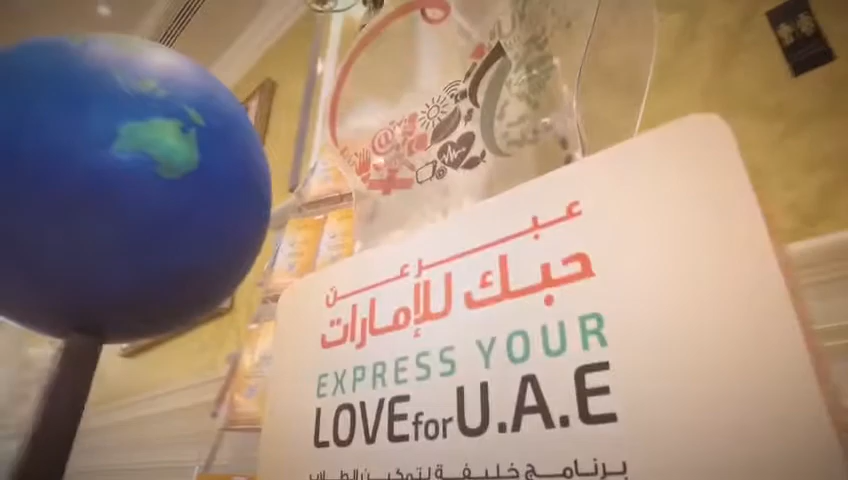 عبر عن
حبك للإمارات
EXPRESS YOUR
LOVE for U.A.E
برنامج خليفة لتمكين الطلاب